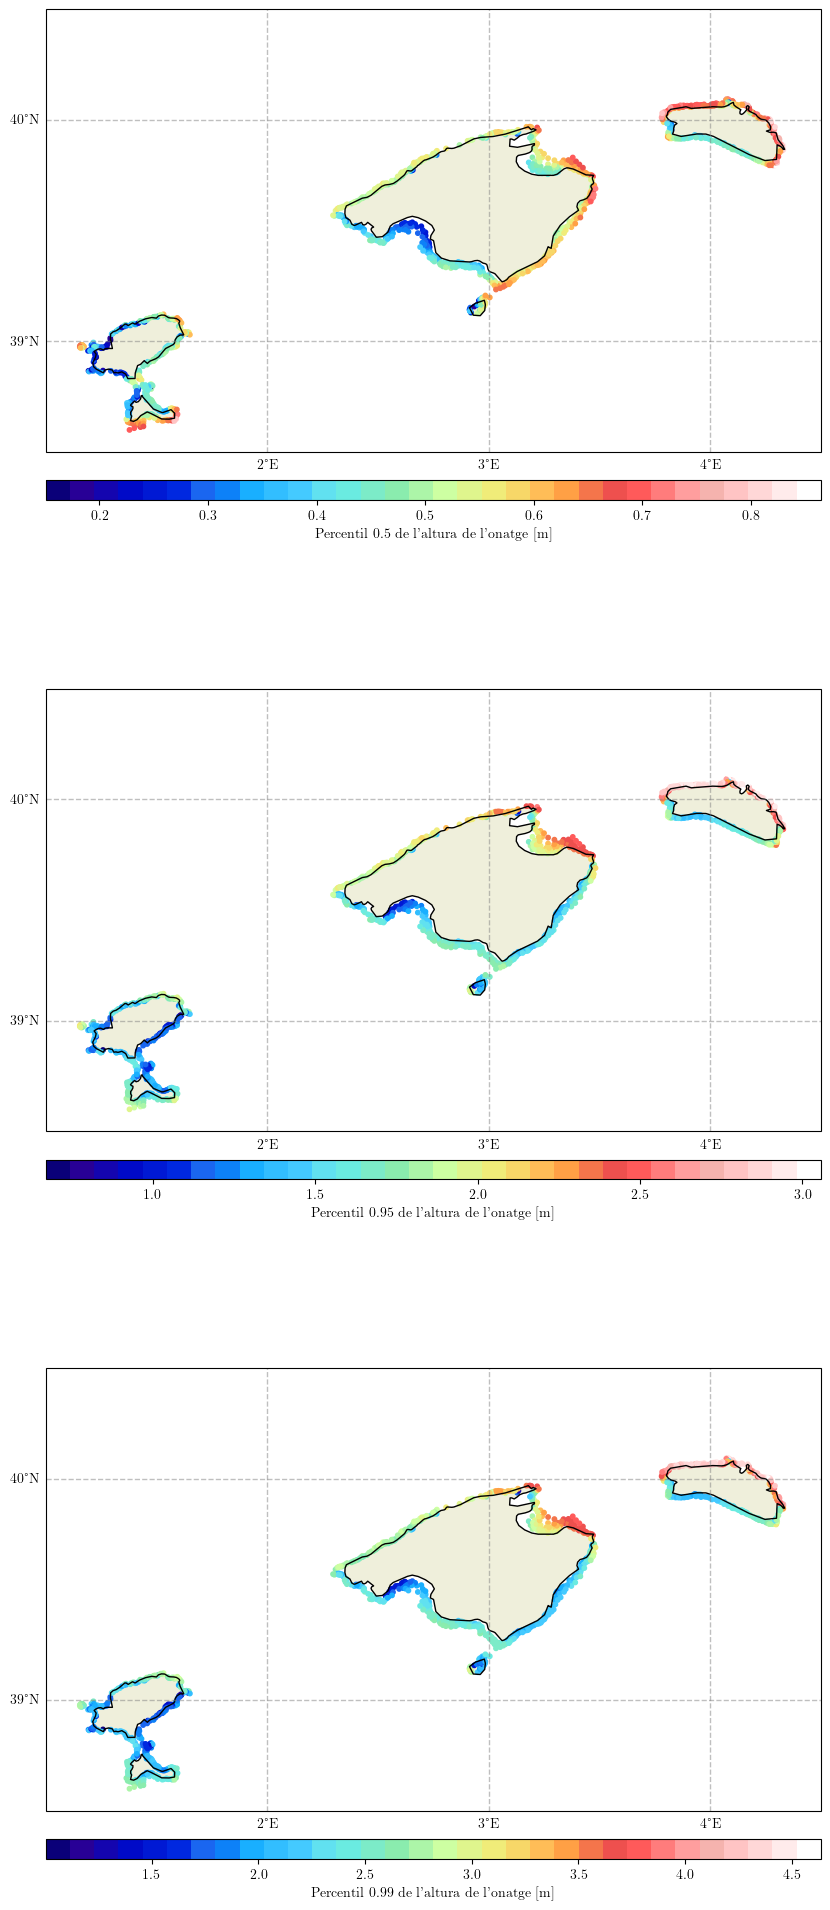 40°N
39°N
2°E 3°E 4°E
0.2 0.3 0.4 0.5 0.6 0.7 0.8
Percentil 0.5 de l'altura de l'onatge [m]
40°N
39°N
2°E 3°E 4°E
1.0 1.5 2.0 2.5 3.0
Percentil 0.95 de l'altura de l'onatge [m]
40°N
39°N
2°E 3°E 4°E
1.5 2.0 2.5 3.0 3.5 4.0 4.5
Percentil 0.99 de l'altura de l'onatge [m]